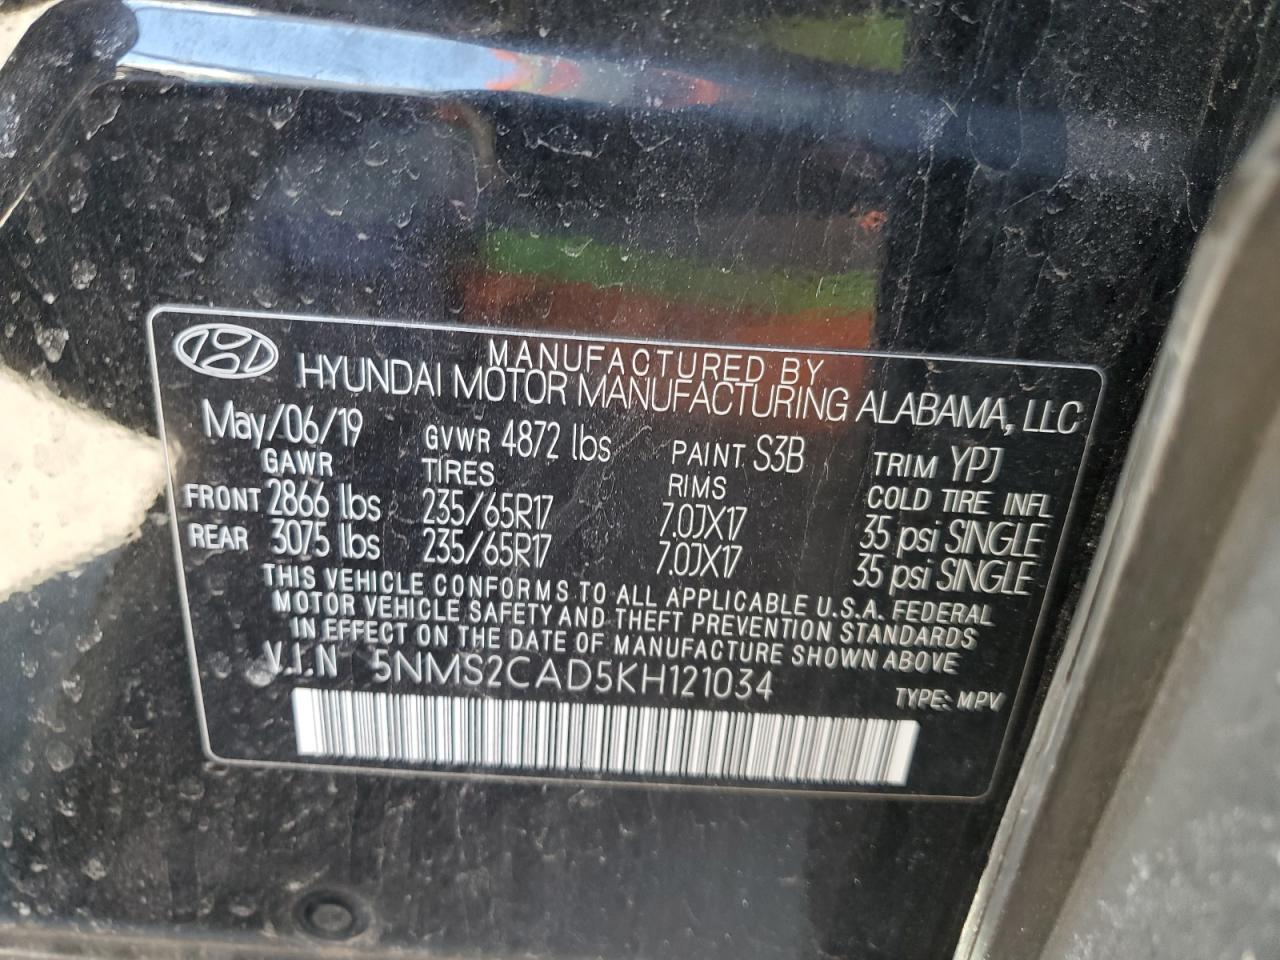 MANUFACTURED BY
HYUNDAI MOTOR MANUFACTURING ALABAMA, LLC
May/06/19 GVWR 4872 lbs PAINT S3B TRIM YPJ
GAWR TIRES RIMS COLD TIRE INFL
FRONT 2866 lbs 235/65R17 7.0JX17 35 psi SINGLE
REAR 3075 lbs 235/65R17 7.0JX17 35 psi SINGLE
THIS VEHICLE CONFORMS TO ALL APPLICABLE U.S.A. FEDERAL
MOTOR VEHICLE SAFETY AND THEFT PREVENTION STANDARDS
IN EFFECT ON THE DATE OF MANUFACTURE SHOWN ABOVE
V.I.N 5NMS2CAD5KH121034 TYPE: MPV